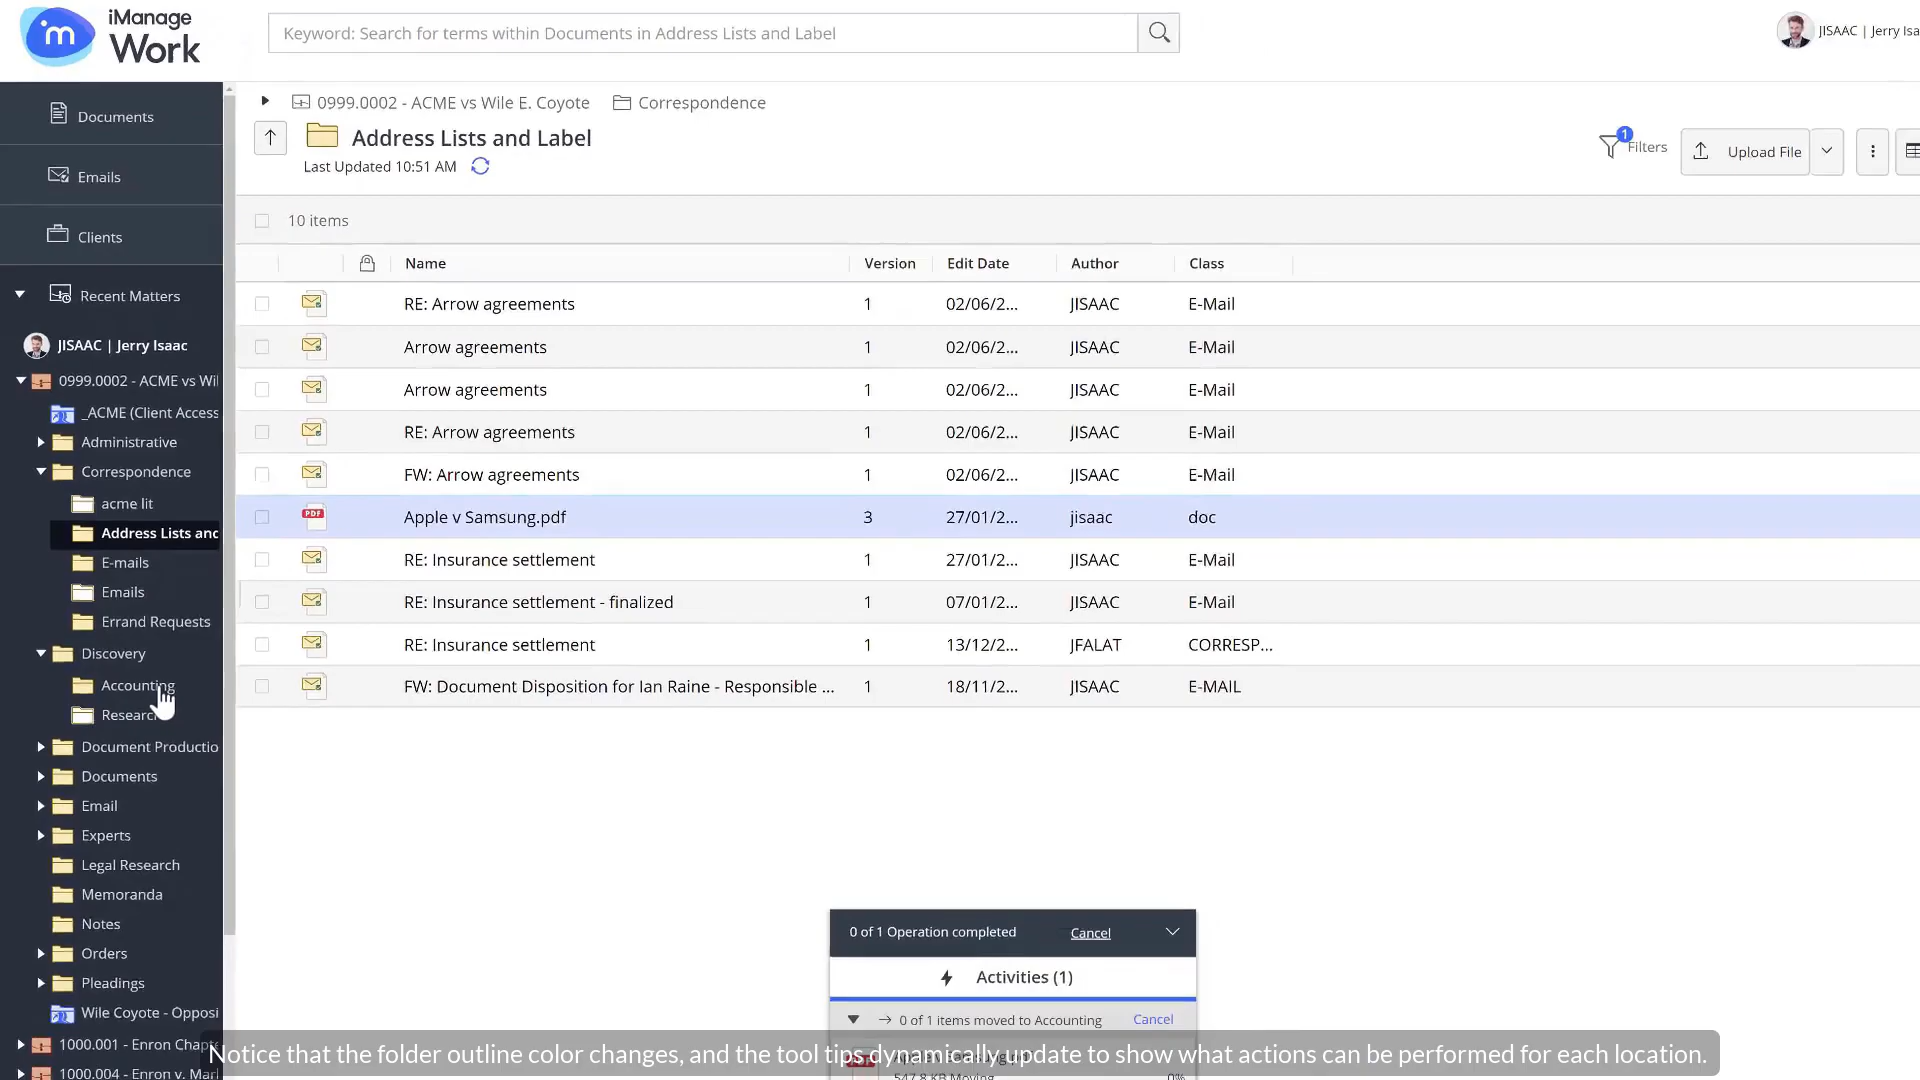 iManage
Work
Keyword: Search for terms within Documents in Address Lists and Label
JISAAC | Jerry Isa
Documents
Emails
Clients
Recent Matters
JISAAC | Jerry Isaac
0999.0002 - ACME vs Wil
_ACME (Client Access
Administrative
Correspondence
acme lit
Address Lists and
E-mails
Emails
Errand Requests
Discovery
Accounting
Research
Document Productio
Documents
Email
Experts
Legal Research
Memoranda
Notes
Orders
Pleadings
Wile Coyote - Opposi
1000.001 - Enron Chapt
1000.004 - Enron v. Mar
0999.0002 - ACME vs Wile E. Coyote Correspondence
Address Lists and Label
Last Updated 10:51 AM
1
Filters
Upload File
10 items
Name Version Edit Date Author Class
RE: Arrow agreements 1 02/06/2... JISAAC E-Mail
Arrow agreements 1 02/06/2... JISAAC E-Mail
Arrow agreements 1 02/06/2... JISAAC E-Mail
RE: Arrow agreements 1 02/06/2... JISAAC E-Mail
FW: Arrow agreements 1 02/06/2... JISAAC E-Mail
PDF Apple v Samsung.pdf 3 27/01/2... jisaac doc
RE: Insurance settlement 1 27/01/2... JISAAC E-Mail
RE: Insurance settlement - finalized 1 07/01/2... JISAAC E-Mail
RE: Insurance settlement 1 13/12/2... JFALAT CORRESP...
FW: Document Disposition for Ian Raine - Responsible ... 1 18/11/2... JISAAC E-MAIL
0 of 1 Operation completed Cancel
Activities (1)
0 of 1 items moved to Accounting Cancel
547.8 KB Moving 0%
Notice that the folder outline color changes, and the tool tips dynamically update to show what actions can be performed for each location.